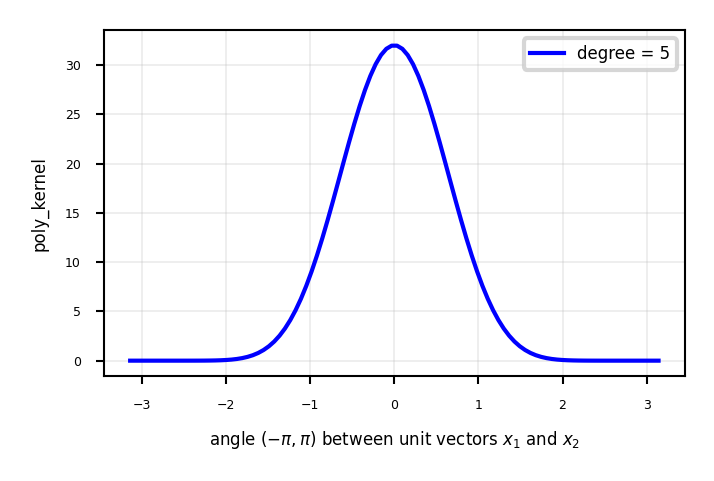 degree = 5
poly_kernel
30
25
20
15
10
5
0
−3 −2 −1 0 1 2 3
angle (−π, π) between unit vectors x₁ and x₂